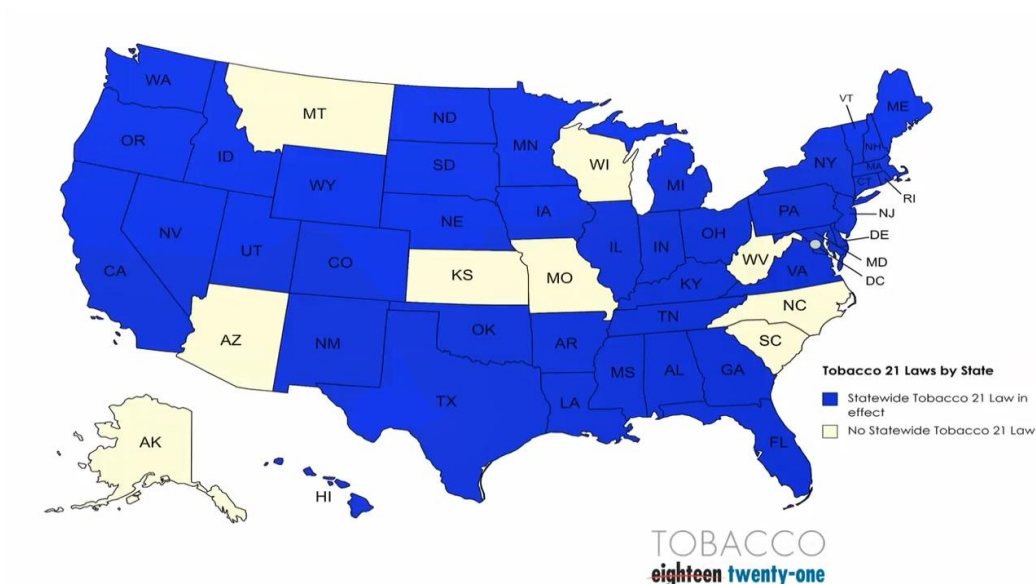 WA
MT
ND
MN
VT
ME
OR
ID
SD
WI
MI
NY
NH
MA
CT
RI
WY
NV
UT
CO
NE
IA
IL
IN
OH
PA
NJ
DE
MD
DC
CA
KS
MO
KY
WV
VA
AZ
NM
OK
AR
TN
NC
SC
TX
LA
MS
AL
GA
FL
AK
HI
Tobacco 21 Laws by State
Statewide Tobacco 21 Law in
effect
No Statewide Tobacco 21 Law
TOBACCO
eighteen twenty-one